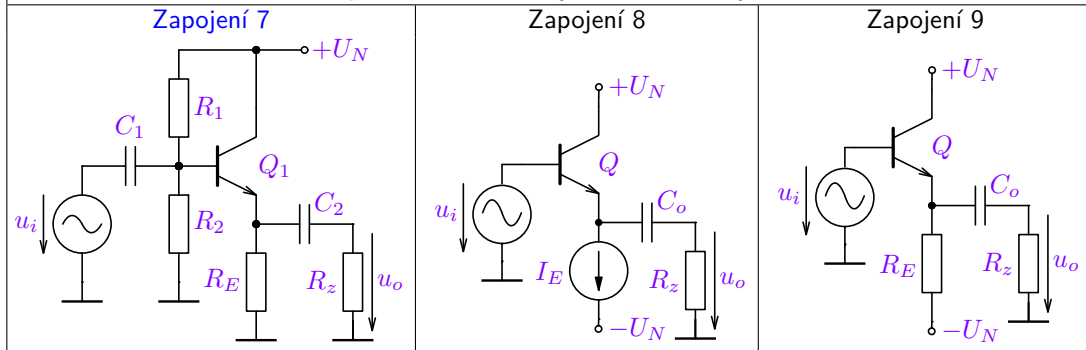 Zapojení 7
+U_N
R_1
C_1
Q_1
u_i
R_2
C_2
R_E
R_z
u_o
Zapojení 8
+U_N
Q
u_i
C_o
I_E
R_z
u_o
−U_N
Zapojení 9
+U_N
Q
u_i
C_o
R_E
R_z
u_o
−U_N